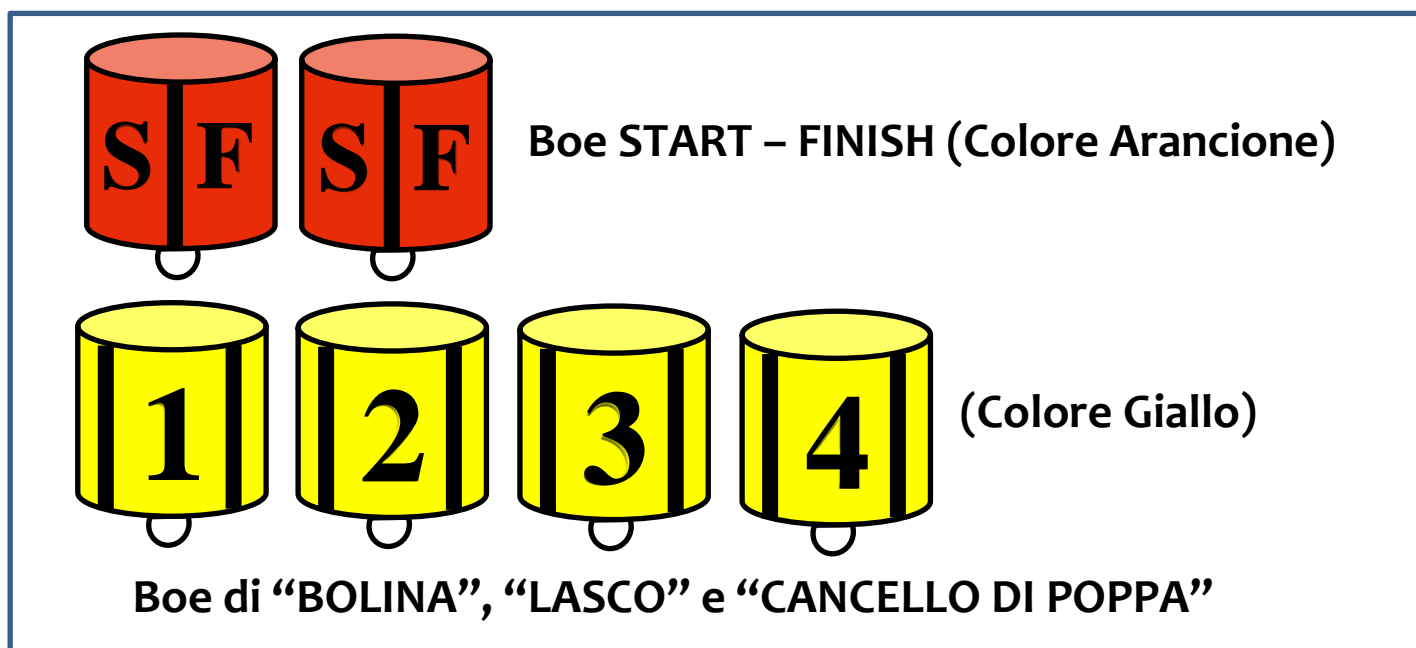 S F S F Boe START – FINISH (Colore Arancione)
1 2 3 4 (Colore Giallo)
Boe di “BOLINA”, “LASCO” e “CANCELLO DI POPPA”